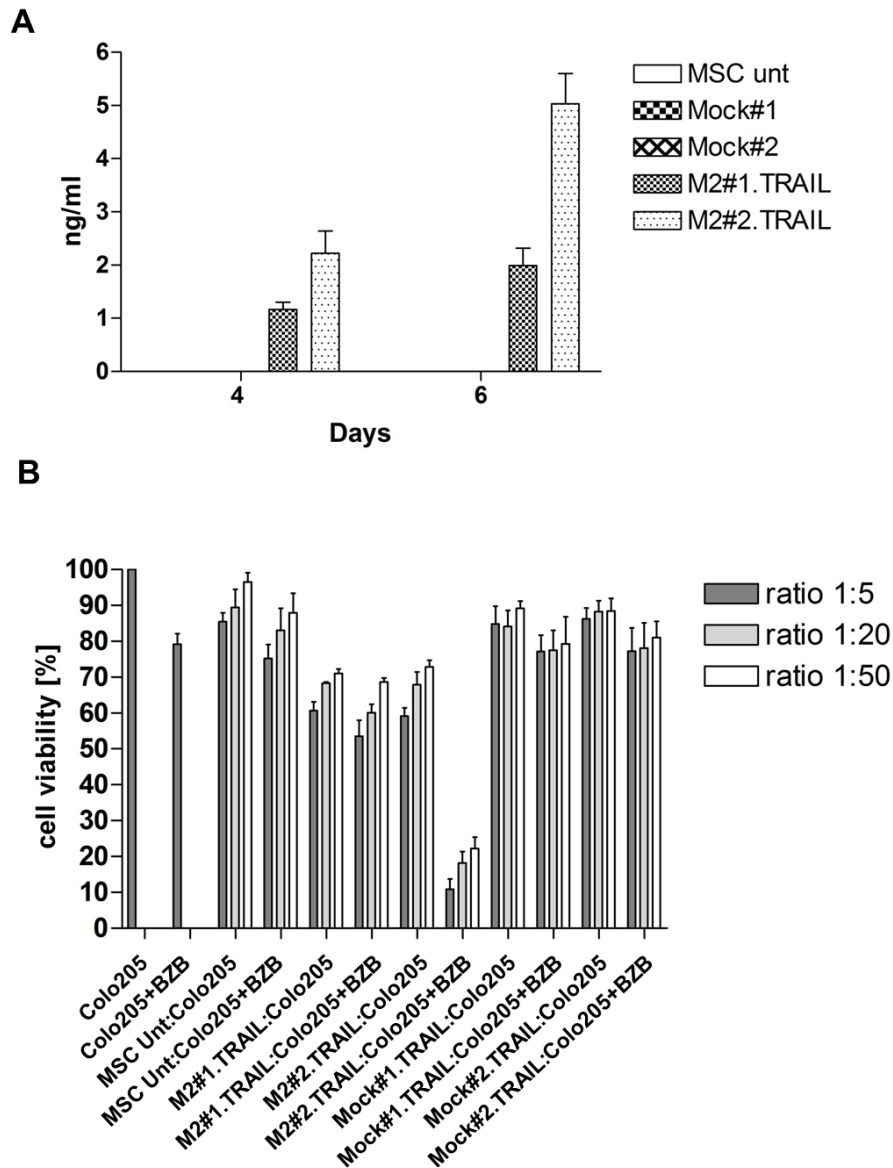 A
6
5
4
3
2
1
0
ng/ml
4
6
Days
MSC unt
Mock#1
Mock#2
M2#1.TRAIL
M2#2.TRAIL
B
100
90
80
70
60
50
40
30
20
10
0
cell viability [%]
ratio 1:5
ratio 1:20
ratio 1:50
Colo205
Colo205+BZB
MSC Unt:Colo205
MSC Unt:Colo205+BZB
M2#1.TRAIL:Colo205
M2#1.TRAIL:Colo205+BZB
M2#2.TRAIL:Colo205
M2#2.TRAIL:Colo205+BZB
Mock#1.TRAIL:Colo205
Mock#1.TRAIL:Colo205+BZB
Mock#2.TRAIL:Colo205
Mock#2.TRAIL:Colo205+BZB